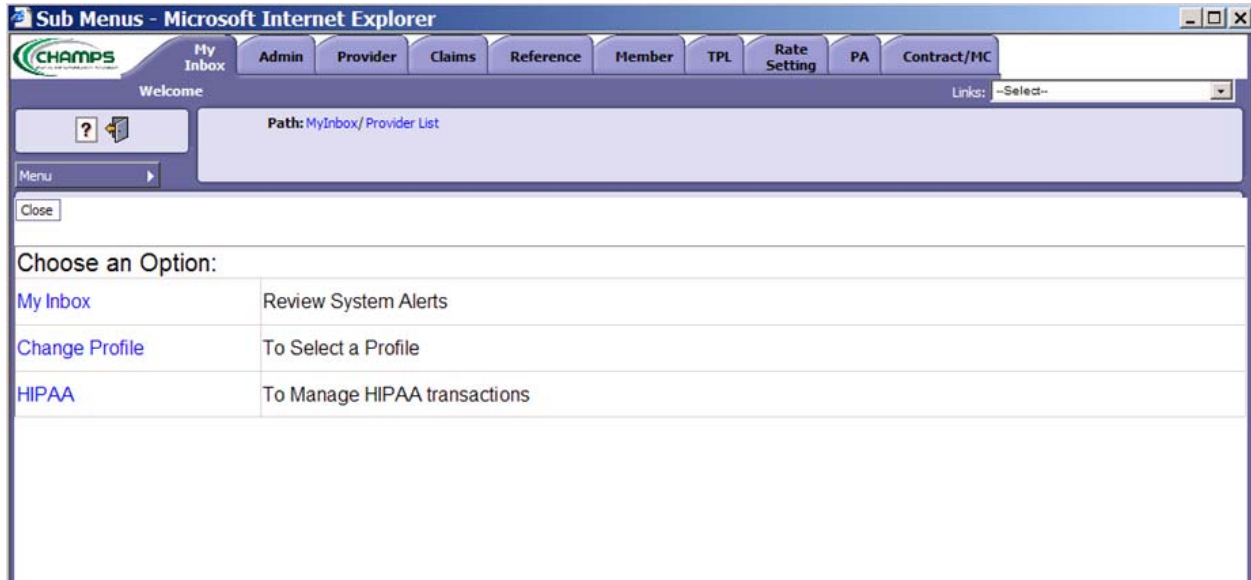 Sub Menus - Microsoft Internet Explorer
CHAMPS
My Inbox
Admin
Provider
Claims
Reference
Member
TPL
Rate Setting
PA
Contract/MC
Welcome
Links: --Select--
?
Path: MyInbox/ Provider List
Menu
Close
Choose an Option:
My Inbox Review System Alerts
Change Profile To Select a Profile
HIPAA To Manage HIPAA transactions